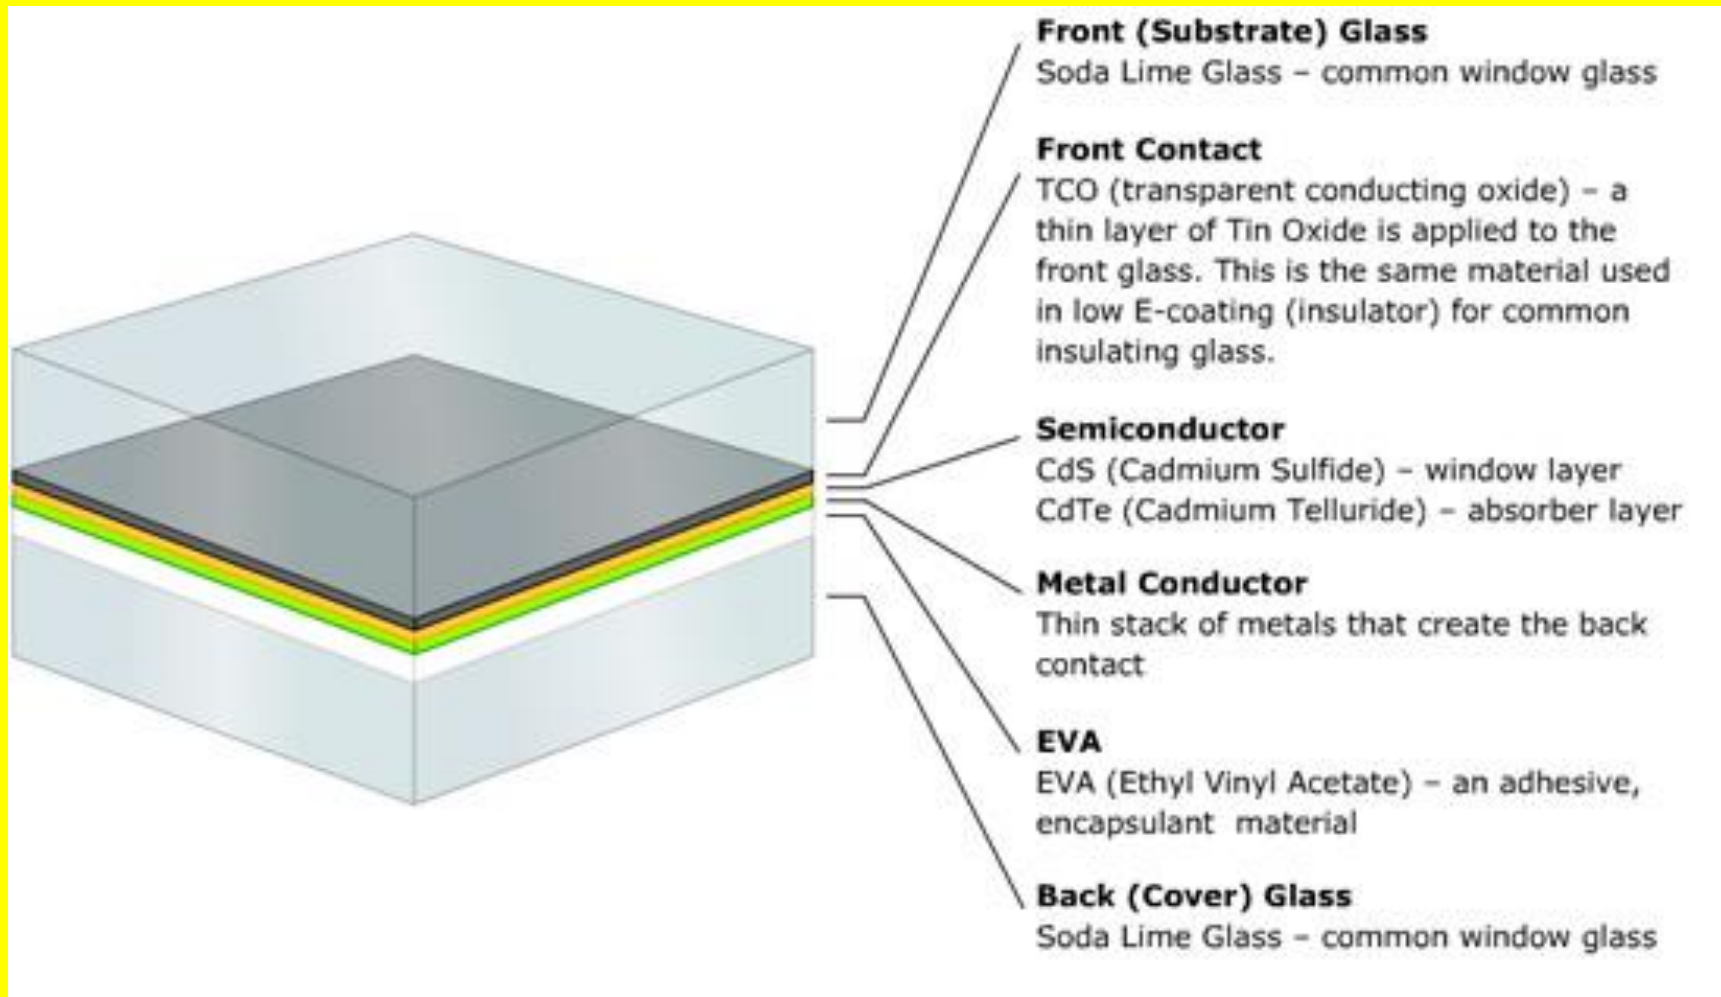 Front (Substrate) Glass
Soda Lime Glass – common window glass
Front Contact
TCO (transparent conducting oxide) – a
thin layer of Tin Oxide is applied to the
front glass. This is the same material used
in low E-coating (insulator) for common
insulating glass.
Semiconductor
CdS (Cadmium Sulfide) – window layer
CdTe (Cadmium Telluride) – absorber layer
Metal Conductor
Thin stack of metals that create the back
contact
EVA
EVA (Ethyl Vinyl Acetate) – an adhesive,
encapsulant  material
Back (Cover) Glass
Soda Lime Glass – common window glass